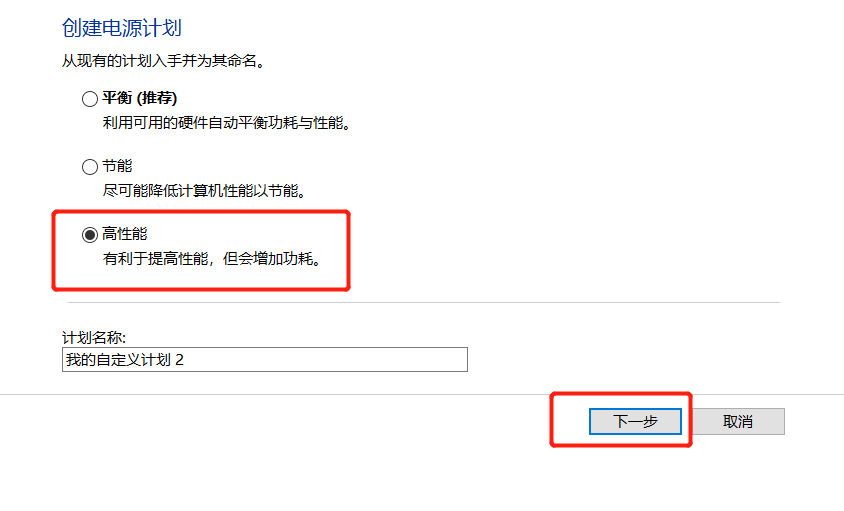 创建电源计划
从现有的计划入手并为其命名。
平衡 (推荐)
利用可用的硬件自动平衡功耗与性能。
节能
尽可能降低计算机性能以节能。
高性能
有利于提高性能，但会增加功耗。
计划名称:
我的自定义计划 2
下一步
取消